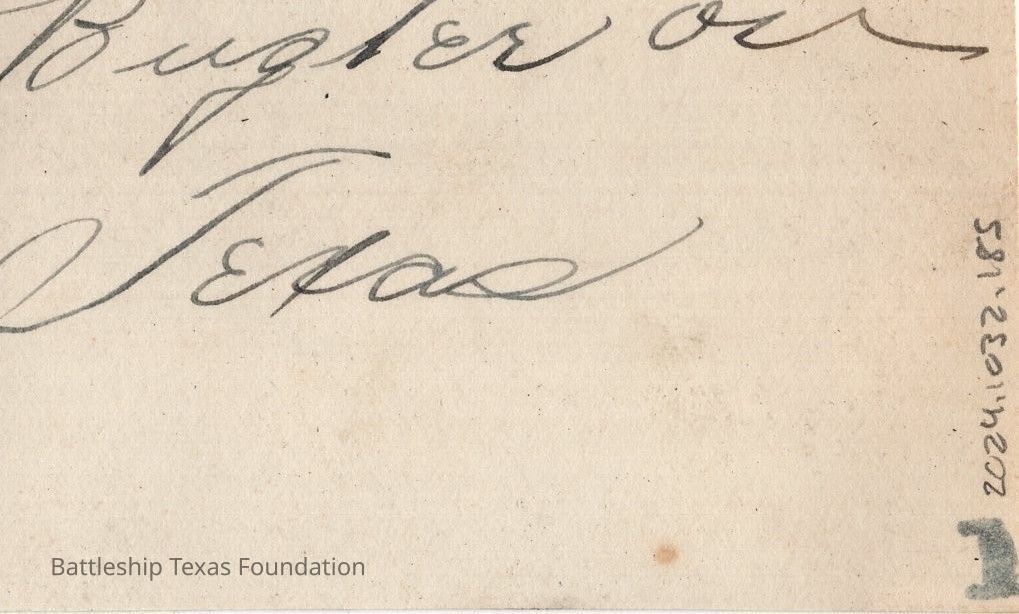 Bugler on
Texas
2024.1032.185
Battleship Texas Foundation